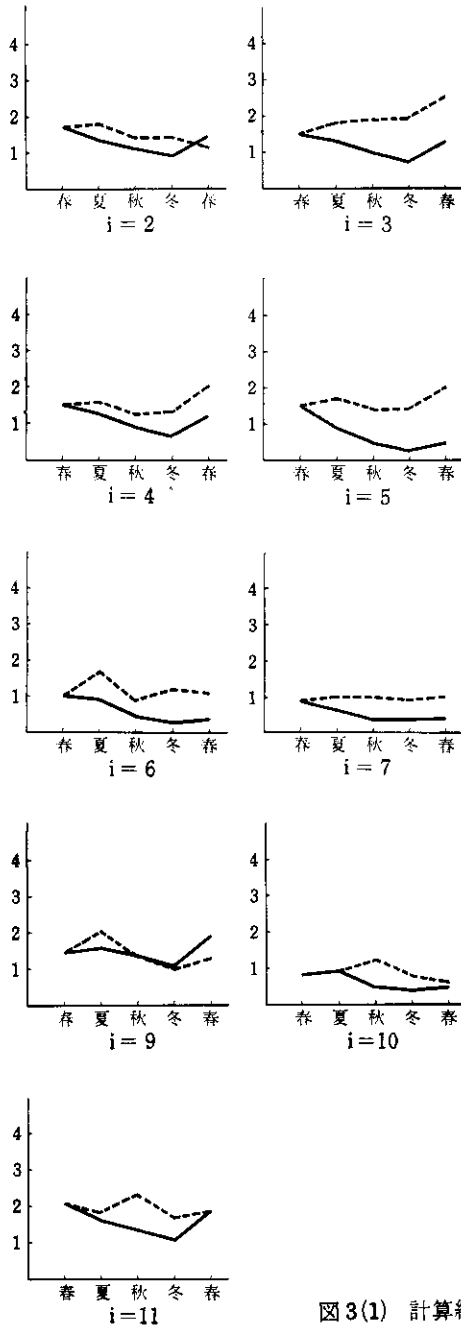 4
3
2
1
春 夏 秋 冬 春
i = 2
4
3
2
1
春 夏 秋 冬 春
i = 3
4
3
2
1
春 夏 秋 冬 春
i = 4
4
3
2
1
春 夏 秋 冬 春
i = 5
4
3
2
1
春 夏 秋 冬 春
i = 6
4
3
2
1
春 夏 秋 冬 春
i = 7
4
3
2
1
春 夏 秋 冬 春
i = 9
4
3
2
1
春 夏 秋 冬 春
i=10
4
3
2
1
春 夏 秋 冬 春
i=11
図3(1) 計算